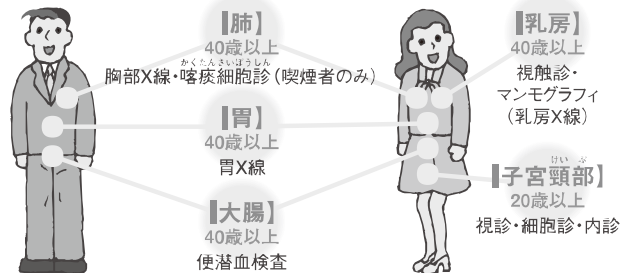 肺】
40歳以上
かくたんさいぼうしん
胸部X線・喀痰細胞診(喫煙者のみ)
胃】
40歳以上
胃X線
大腸】
40歳以上
便潜血検査
乳房】
40歳以上
視触診・
マンモグラフィ
(乳房X線)
けいぶ
子宮頸部】
20歳以上
視診・細胞診・内診